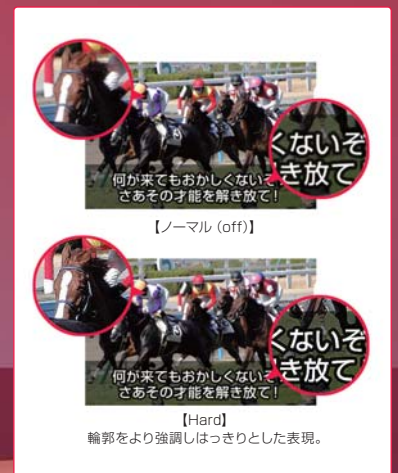 くないぞ
き放て
何が来てもおかしくないぞ
さあその才能を解き放て!
【ノーマル (off)】
くないぞ
き放て
何が来てもおかしくないぞ
さあその才能を解き放て!
【Hard】
輪郭をより強調しはっきりとした表現。